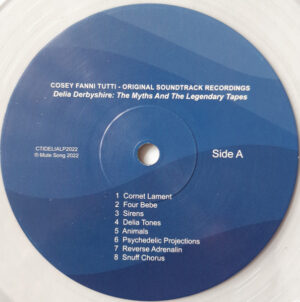 COSEY FANNI TUTTI - ORIGINAL SOUNDTRACK RECORDINGS
Delia Derbyshire: The Myths And The Legendary Tapes
CTIDELIALP2022
℗ Mute Song 2022
Side A
1 Cornet Lament
2 Four Bebe
3 Sirens
4 Delia Tones
5 Animals
6 Psychedelic Projections
7 Reverse Adrenalin
8 Snuff Chorus